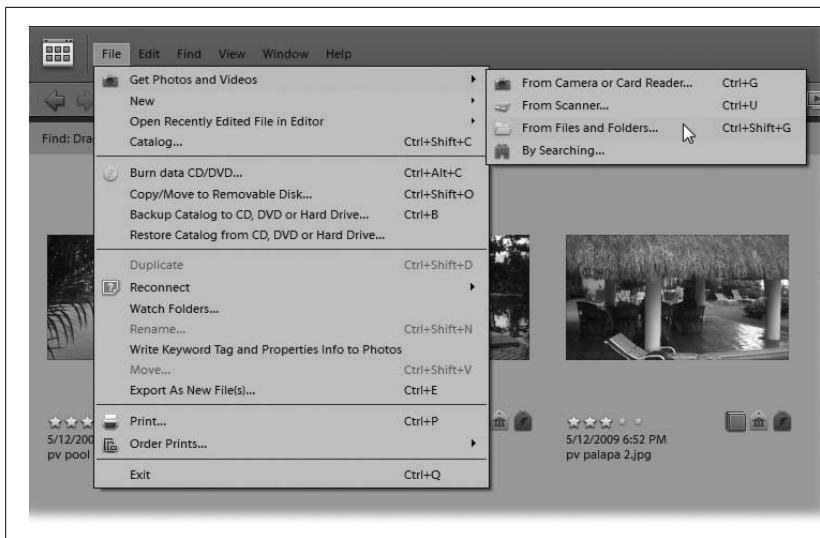 File Edit Find View Window Help
Get Photos and Videos
New
Open Recently Edited File in Editor
Catalog... Ctrl+Shift+C
Burn data CD/DVD... Ctrl+Alt+C
Copy/Move to Removable Disk... Ctrl+Shift+O
Backup Catalog to CD, DVD or Hard Drive... Ctrl+B
Restore Catalog from CD, DVD or Hard Drive...
Duplicate Ctrl+Shift+D
Reconnect
Watch Folders...
Rename... Ctrl+Shift+N
Write Keyword Tag and Properties Info to Photos
Move... Ctrl+Shift+V
Export As New File(s)... Ctrl+E
Print... Ctrl+P
Order Prints...
Exit Ctrl+Q
From Camera or Card Reader... Ctrl+G
From Scanner... Ctrl+U
From Files and Folders... Ctrl+Shift+G
By Searching...
Find: Dra
5/12/200
pv pool
5/12/2009 6:52 PM
pv palapa 2.jpg